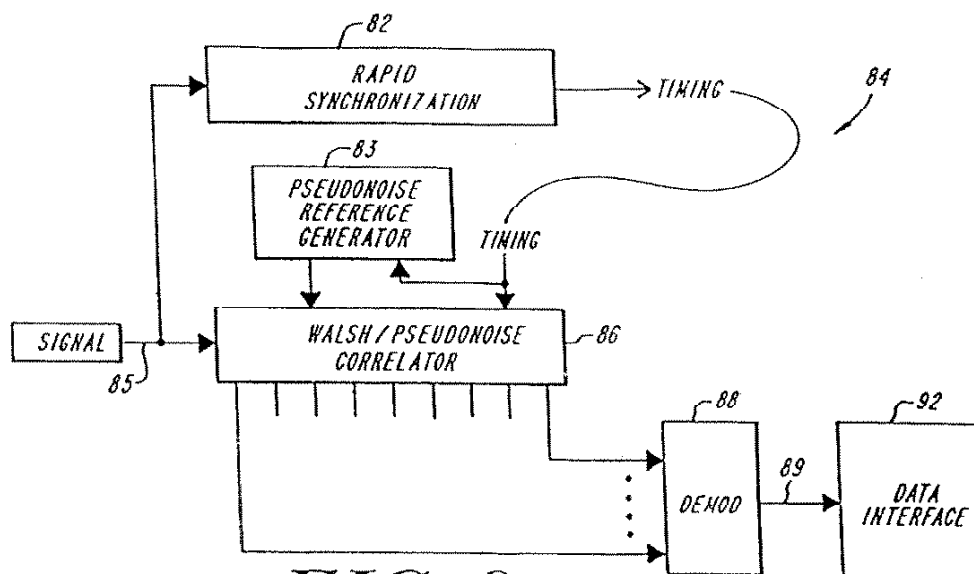 82
RAPID
SYNCHRONIZATION
TIMING
84
83
PSEUDONOISE
REFERENCE
GENERATOR
TIMING
SIGNAL
85
WALSH / PSEUDONOISE
CORRELATOR
86
88
92
DEMOD
89
DATA
INTERFACE